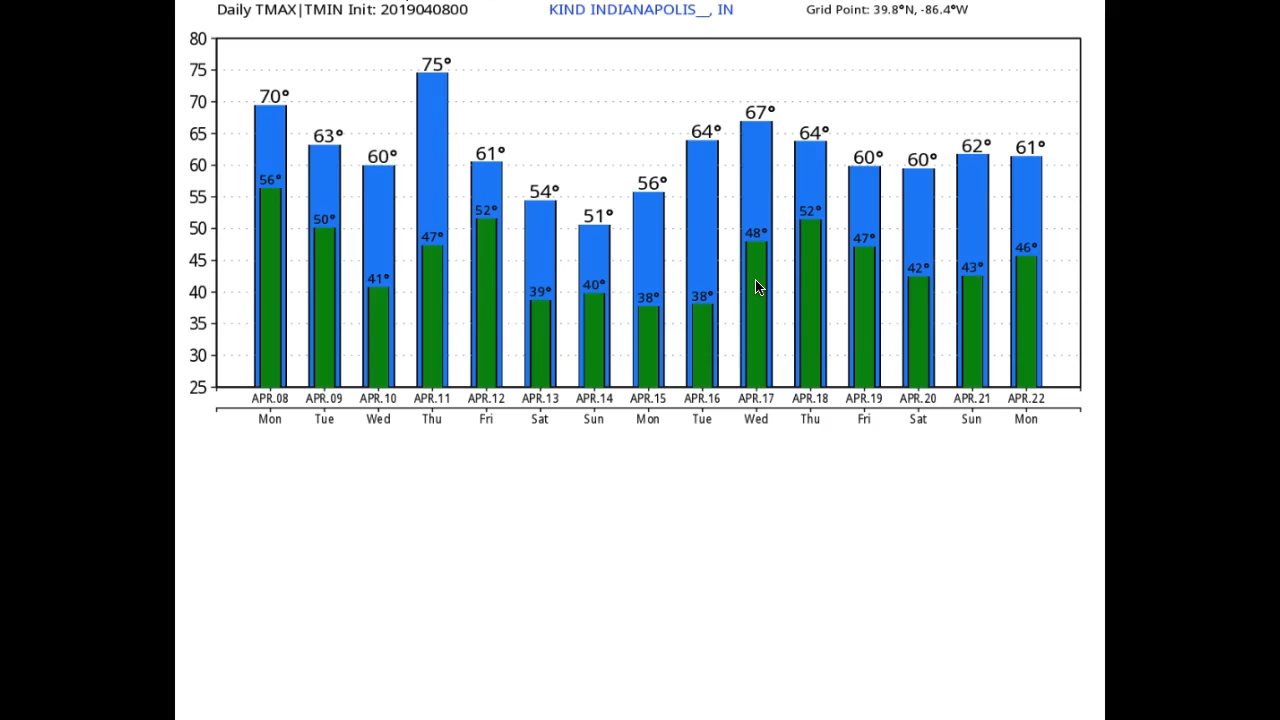 Daily TMAX|TMIN Init: 2019040800 KIND INDIANAPOLIS__, IN Grid Point: 39.8°N, -86.4°W
80
75
70
65
60
55
50
45
40
35
30
25
70° 63° 60° 75° 61° 54° 51° 56° 64° 67° 64° 60° 60° 62° 61°
56° 50° 41° 47° 52° 39° 40° 38° 38° 48° 52° 47° 42° 43° 46°
APR.08 APR.09 APR.10 APR.11 APR.12 APR.13 APR.14 APR.15 APR.16 APR.17 APR.18 APR.19 APR.20 APR.21 APR.22
Mon Tue Wed Thu Fri Sat Sun Mon Tue Wed Thu Fri Sat Sun Mon